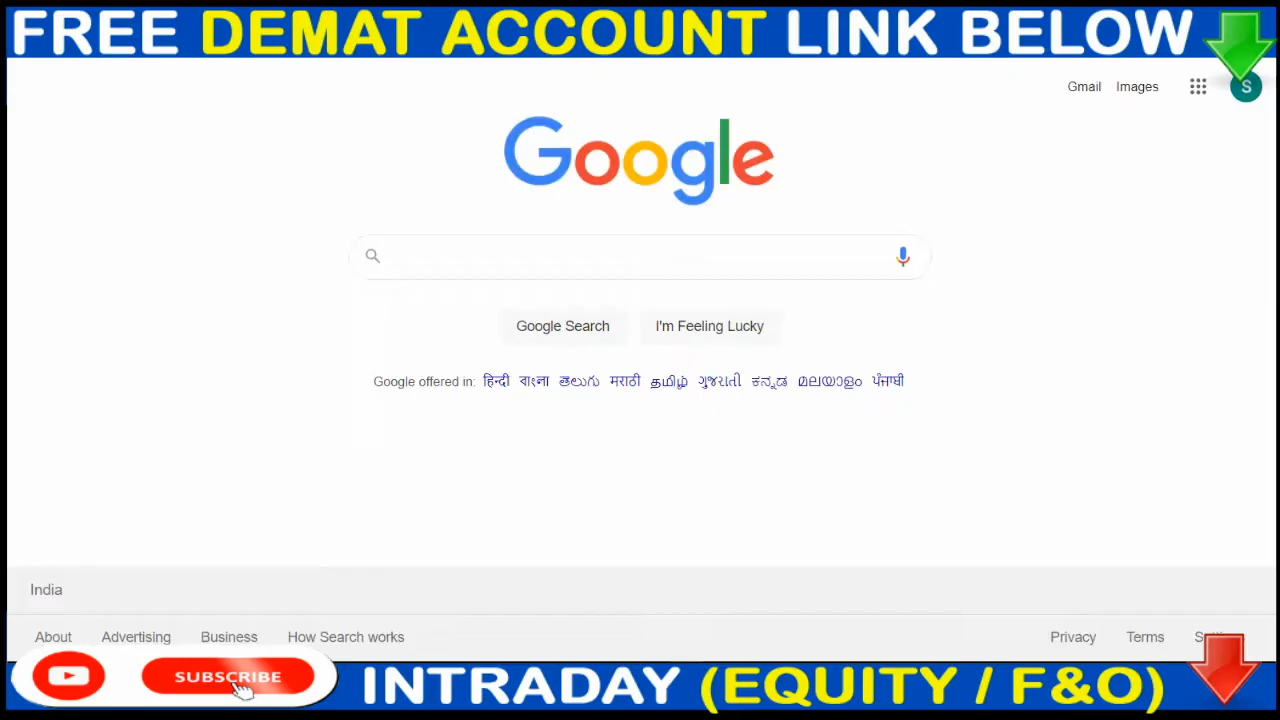 FREE DEMAT ACCOUNT LINK BELOW
Gmail Images
S
Google
Google Search I'm Feeling Lucky
Google offered in: हिन्दी বাংলা తెలుగు मराठी தமிழ் ગુજરાતી ಕನ್ನಡ മലയാളം ਪੰਜਾਬੀ
India
About Advertising Business How Search works Privacy Terms
SUBSCRIBE
INTRADAY (EQUITY / F&O)